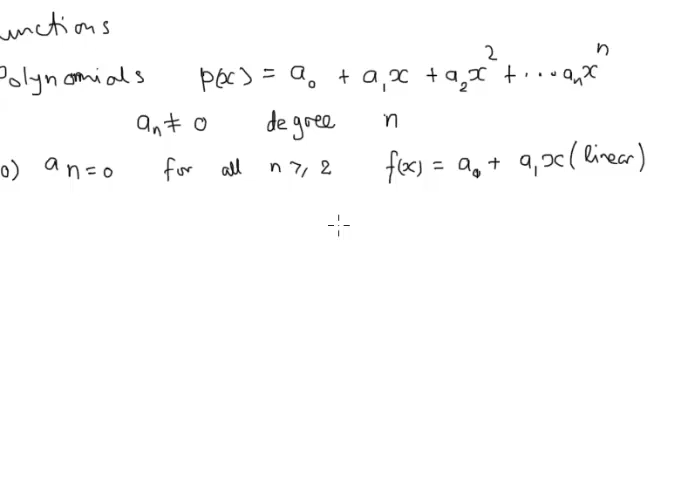 unctions
Polynomials p(x) = a₀ + a₁x + a₂x² + ... aₙxⁿ
aₙ ≠ 0 degree n
0) aₙ = 0 for all n ≥ 2 f(x) = a₀ + a₁x (linear)